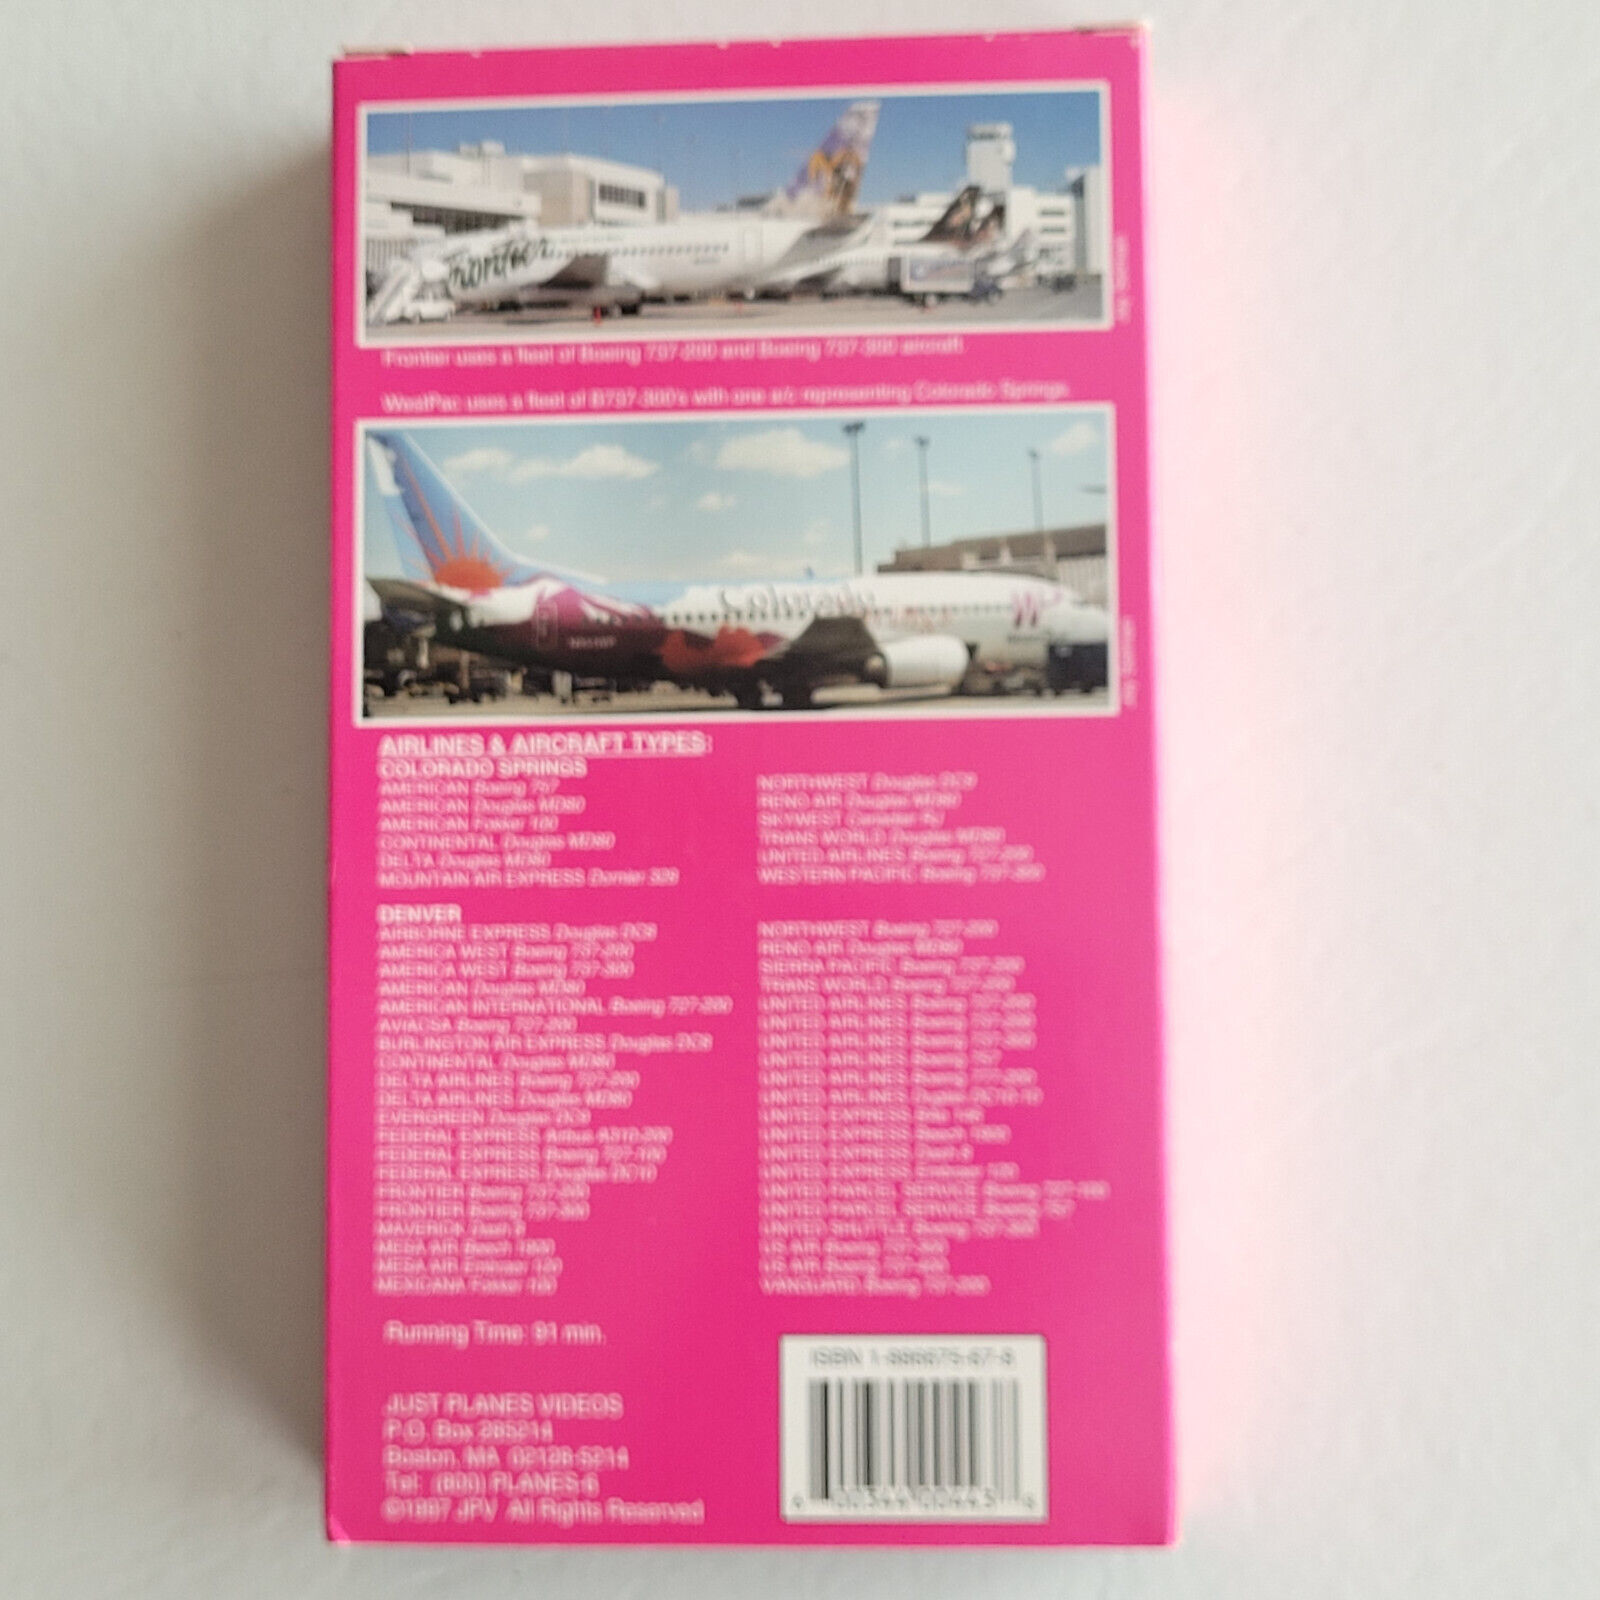 Frontier
Frontier uses a fleet of Boeing 737-200 and Boeing 737-300 aircraft.
WestPac uses a fleet of B737-300's with one a/c representing Colorado Springs.
Colorado
Springs
W
AIRLINES & AIRCRAFT TYPES:
COLORADO SPRINGS
AMERICAN Boeing 757
AMERICAN Douglas MD80
AMERICAN Fokker 100
CONTINENTAL Douglas MD80
DELTA Douglas MD80
MOUNTAIN AIR EXPRESS Dornier 328
NORTHWEST Douglas DC9
RENO AIR Douglas MD80
SKYWEST Canadair RJ
TRANS WORLD Douglas MD80
UNITED AIRLINES Boeing
WESTERN PACIFIC Boeing 737-300
DENVER
AIRBORNE EXPRESS Douglas DC8
AMERICA WEST Boeing 737-200
AMERICA WEST Boeing 737-300
AMERICAN Douglas MD80
AMERICAN INTERNATIONAL Boeing 727-200
AVIACSA Boeing 727-200
BURLINGTON AIR EXPRESS Douglas DC8
CONTINENTAL Douglas MD80
DELTA AIRLINES Boeing 727-200
DELTA AIRLINES Douglas MD80
EVERGREEN Douglas DC9
FEDERAL EXPRESS Airbus A310-200
FEDERAL EXPRESS Boeing 727-100
FEDERAL EXPRESS Douglas DC10
FRONTIER Boeing 737-200
FRONTIER Boeing 737-300
MAVERICK Dash 8
MESA AIR Beech 1900
MESA AIR Embraer 120
MEXICANA Fokker 100
NORTHWEST Boeing 727-200
RENO AIR Douglas MD80
SIERRA PACIFIC Boeing 737-200
TRANS WORLD Boeing 727-200
UNITED AIRLINES Boeing 727-200
UNITED AIRLINES Boeing 737-200
UNITED AIRLINES Boeing 737-300
UNITED AIRLINES Boeing 757
UNITED AIRLINES Boeing 777-200
UNITED AIRLINES DC10-10
UNITED EXPRESS BAe 146
UNITED EXPRESS Beech 1900
UNITED EXPRESS Dash 8
UNITED EXPRESS Embraer 120
UNITED PARCEL SERVICE Boeing 727-100
UNITED PARCEL SERVICE Boeing 757
UNITED SHUTTLE Boeing 737-300
US AIR Boeing 737-300
US AIR Boeing 737-400
VANGUARD Boeing 737-200
Running Time: 91 min.
JUST PLANES VIDEOS
P.O. Box 285214
Boston, MA 02128-5214
Tel: (800) PLANES-6
©1997 JPV All Rights Reserved
ISBN 1-886675-67-8